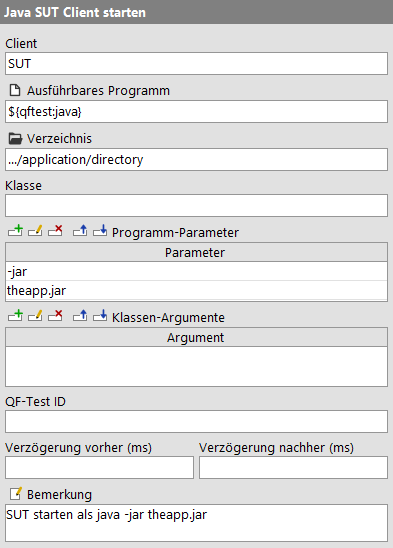 Java SUT Client starten
Client
SUT
Ausführbares Programm
${qftest:java}
Verzeichnis
.../application/directory
Klasse
Programm-Parameter
Parameter
-jar
theapp.jar
Klassen-Argumente
Argument
QF-Test ID
Verzögerung vorher (ms) Verzögerung nachher (ms)
Bemerkung
SUT starten als java -jar theapp.jar